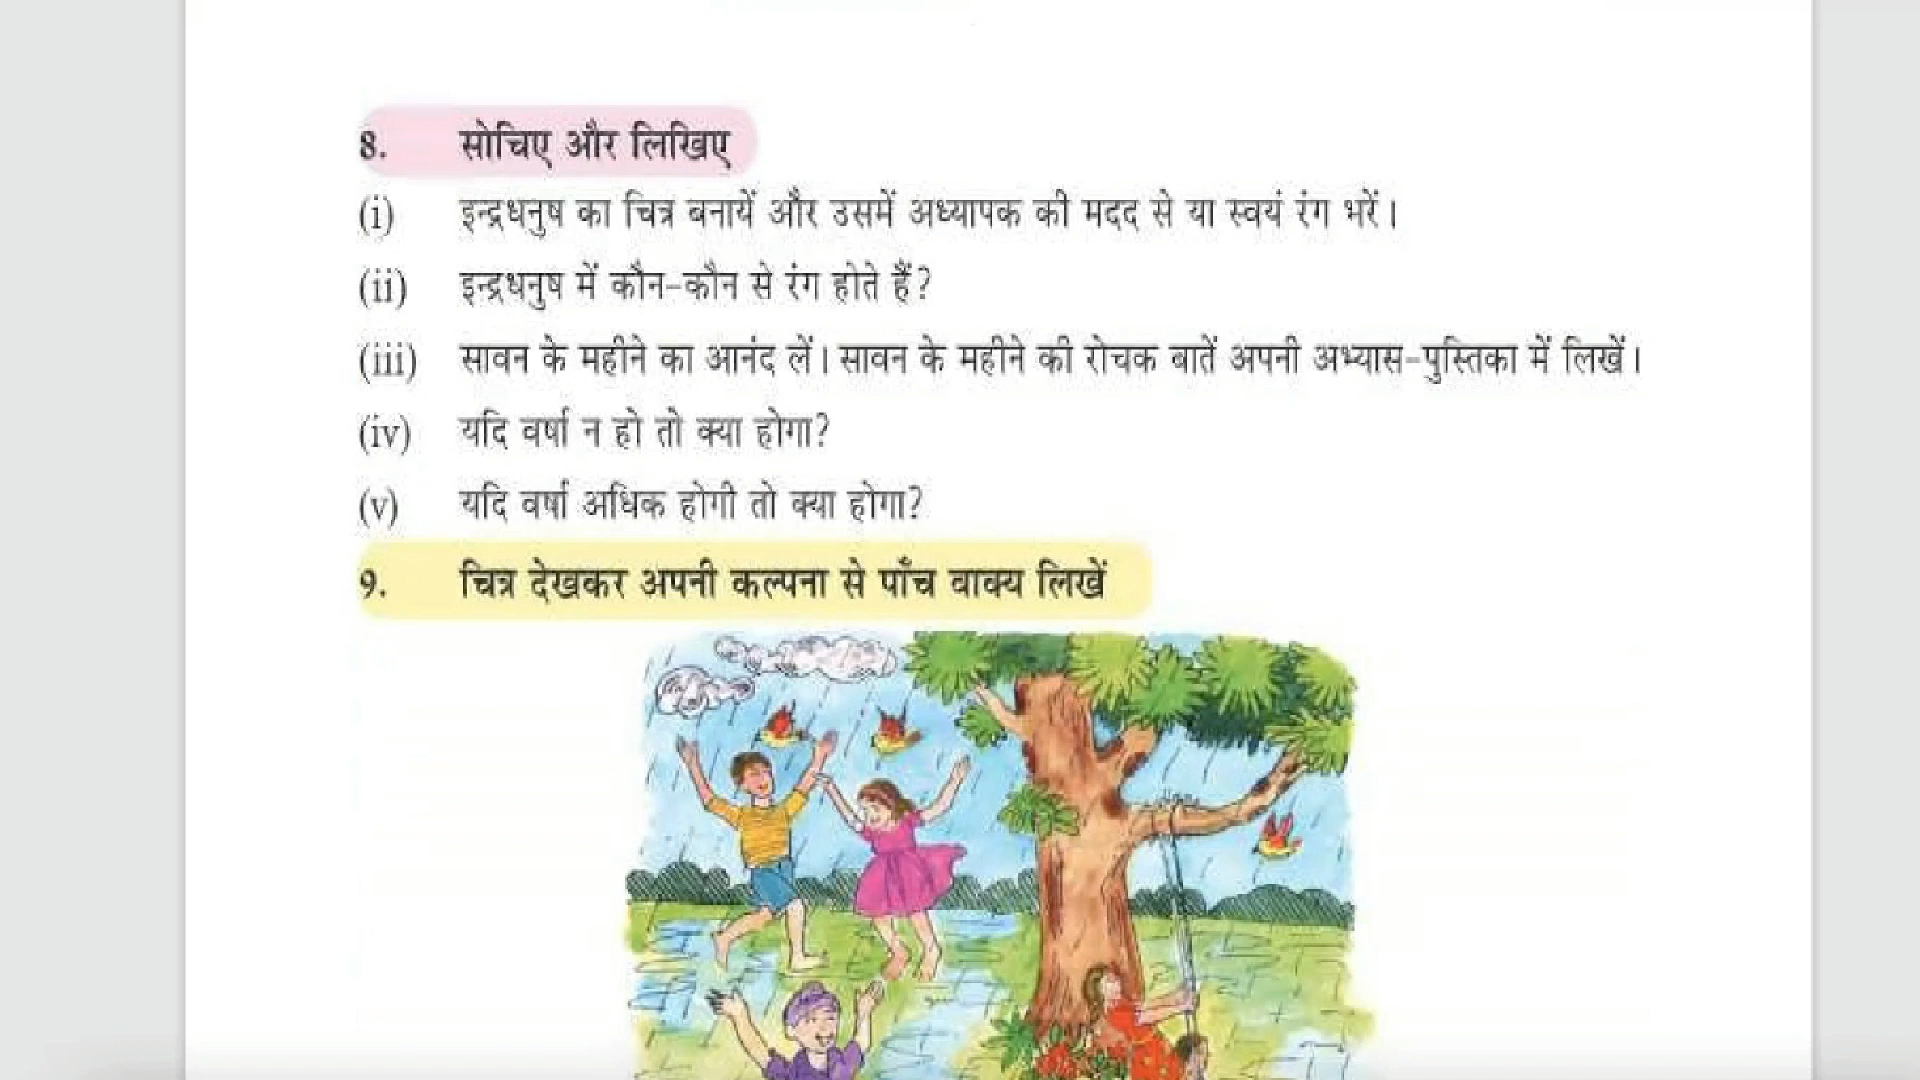 8. सोचिए और लिखिए
(i) इन्द्रधनुष का चित्र बनायें और उसमें अध्यापक की मदद से या स्वयं रंग भरें।
(ii) इन्द्रधनुष में कौन-कौन से रंग होते हैं?
(iii) सावन के महीने का आनंद लें। सावन के महीने की रोचक बातें अपनी अभ्यास-पुस्तिका में लिखें।
(iv) यदि वर्षा न हो तो क्या होगा?
(v) यदि वर्षा अधिक होगी तो क्या होगा?
9. चित्र देखकर अपनी कल्पना से पाँच वाक्य लिखें